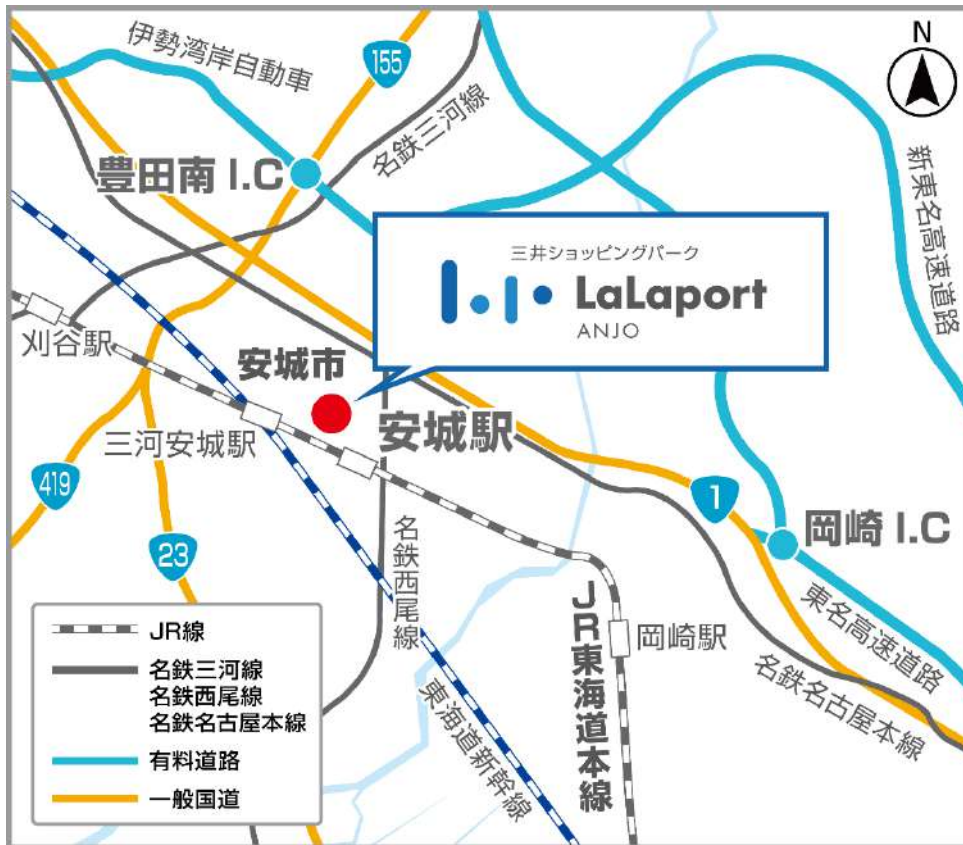 N
伊勢湾岸自動車
155
名鉄三河線
豊田南 I.C
新東名高速道路
三井ショッピングパーク
LaLaport
ANJO
刈谷駅
安城市
安城駅
三河安城駅
419
1
23
岡崎 I.C
名鉄西尾線
JR東海道本線
岡崎駅
東名高速道路
名鉄名古屋本線
東海道新幹線
JR線
名鉄三河線
名鉄西尾線
名鉄名古屋本線
有料道路
一般国道